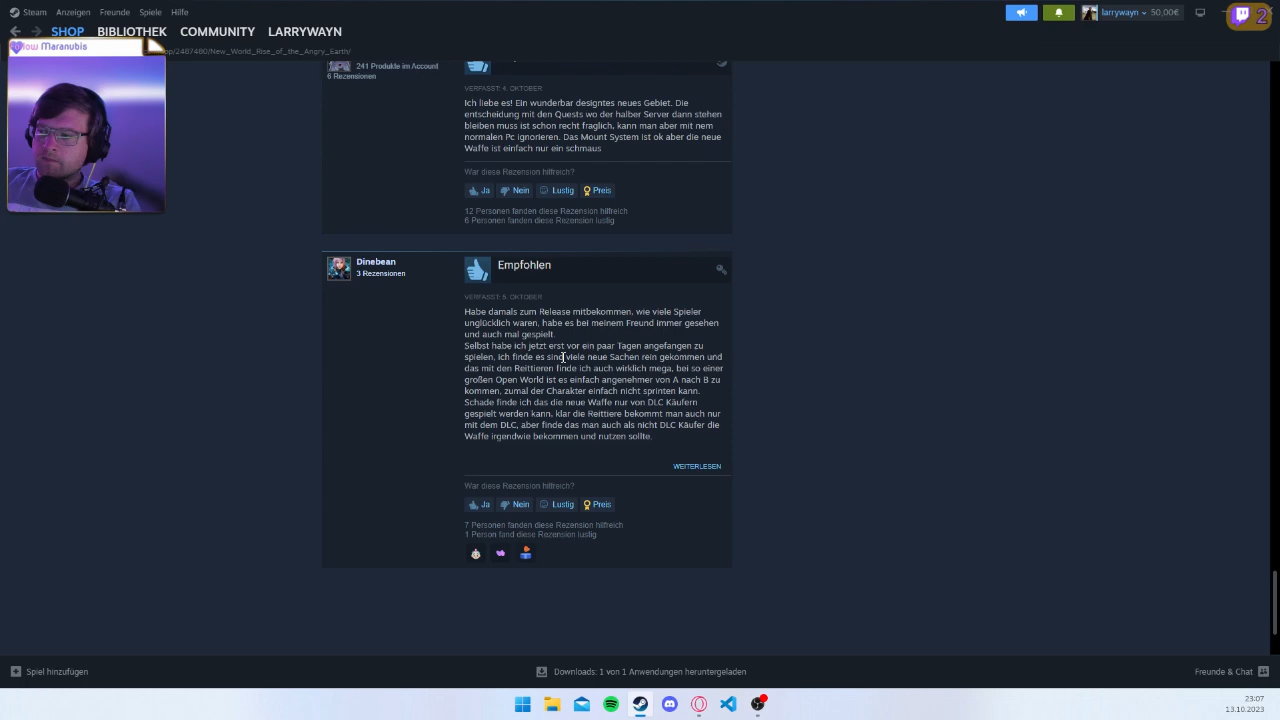 Steam Anzeigen Freunde Spiele Hilfe
larrywayn 50,00€
2
SHOP BIBLIOTHEK COMMUNITY LARRYWAYN
Maranubis
app/2487480/New_World_Rise_of_the_Angry_Earth/
241 Produkte im Account
6 Rezensionen
VERFASST: 4. OKTOBER
Ich liebe es! Ein wunderbar designtes neues Gebiet. Die
entscheidung mit den Quests wo der halber Server dann stehen
bleiben muss ist schon recht fraglich, kann man aber mit nem
normalen Pc ignorieren. Das Mount System ist ok aber die neue
Waffe ist einfach nur ein schmaus
War diese Rezension hilfreich?
Ja Nein Lustig Preis
12 Personen fanden diese Rezension hilfreich
6 Personen fanden diese Rezension lustig
Dinebean
3 Rezensionen
Empfohlen
VERFASST: 5. OKTOBER
Habe damals zum Release mitbekommen, wie viele Spieler
unglücklich waren, habe es bei meinem Freund immer gesehen
und auch mal gespielt.
Selbst habe ich jetzt erst vor ein paar Tagen angefangen zu
spielen, ich finde es sind viele neue Sachen rein gekommen und
das mit den Reittieren finde ich auch wirklich mega, bei so einer
großen Open World ist es einfach angenehmer von A nach B zu
kommen, zumal der Charakter einfach nicht sprinten kann.
Schade finde ich das die neue Waffe nur von DLC Käufern
gespielt werden kann, klar die Reittiere bekommt man auch nur
mit dem DLC, aber finde das man auch als nicht DLC Käufer die
Waffe irgendwie bekommen und nutzen sollte.
WEITERLESEN
War diese Rezension hilfreich?
Ja Nein Lustig Preis
7 Personen fanden diese Rezension hilfreich
1 Person fand diese Rezension lustig
Spiel hinzufügen
Downloads: 1 von 1 Anwendungen heruntergeladen
Freunde & Chat
23:07
13.10.2023